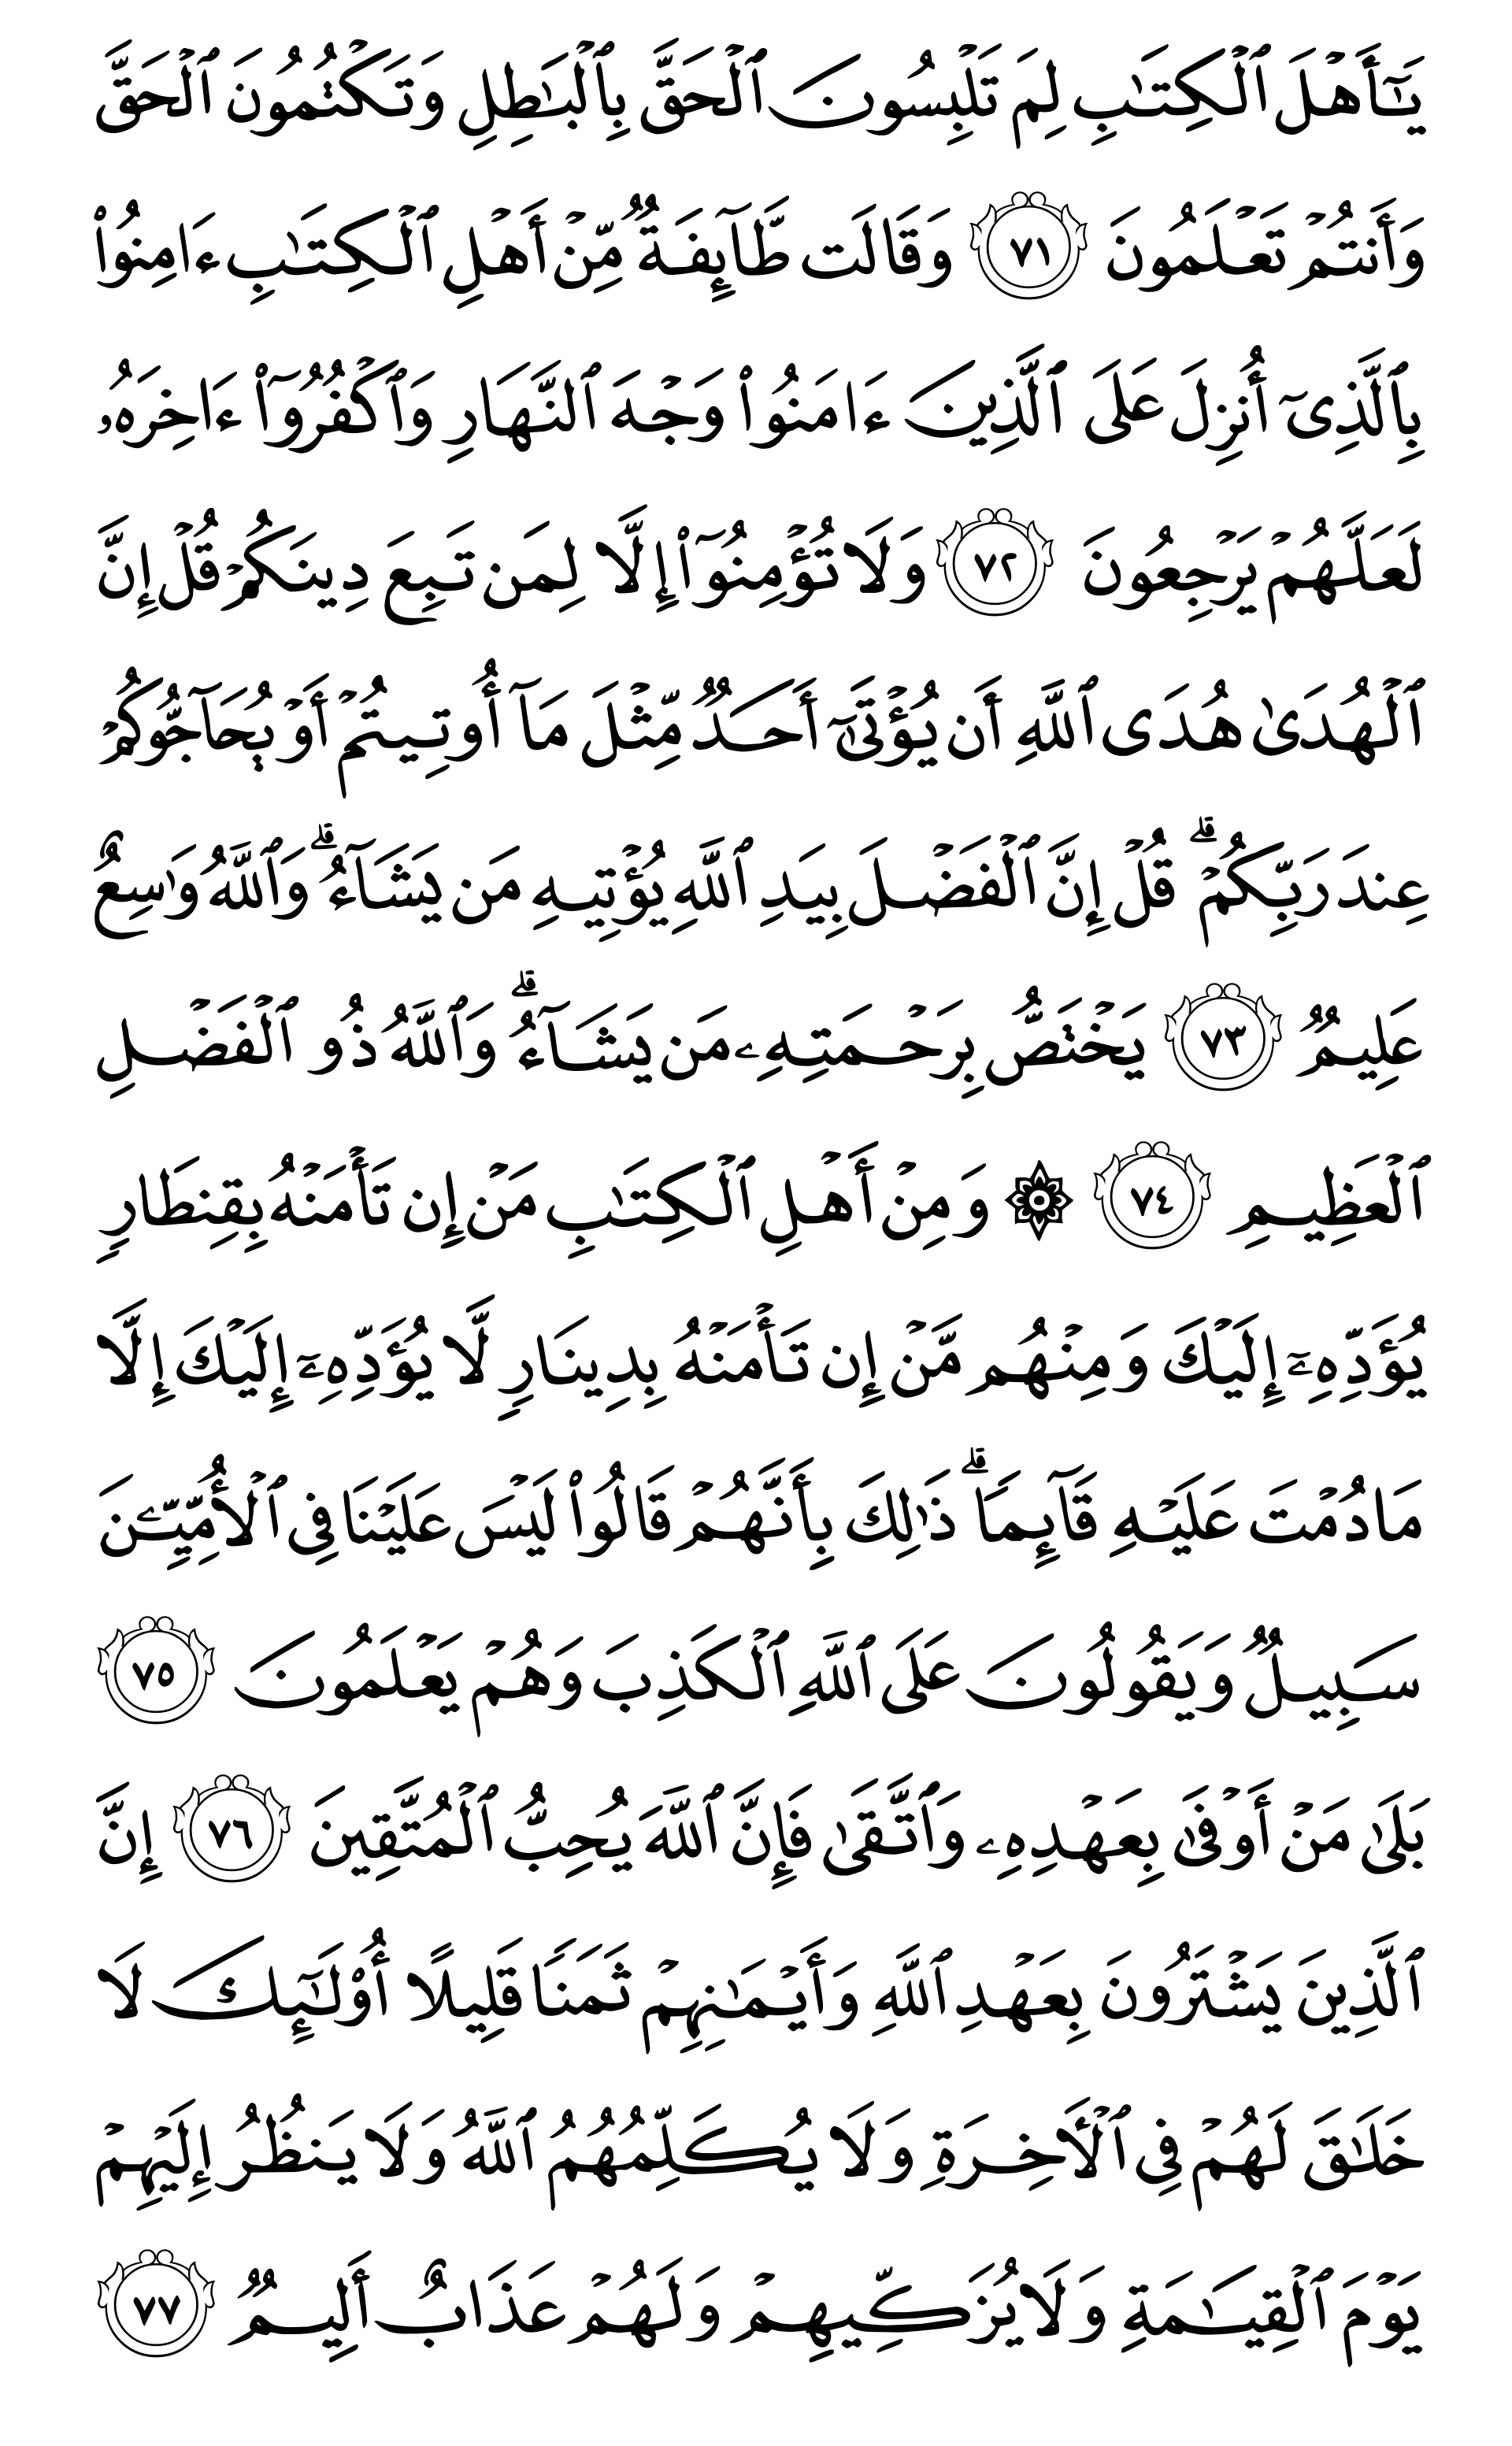 يَـٰٓأَهۡلَ ٱلۡكِتَـٰبِ لِمَ تَلۡبِسُونَ ٱلۡحَقَّ بِٱلۡبَـٰطِلِ وَتَكۡتُمُونَ ٱلۡحَقَّ
وَأَنتُمۡ تَعۡلَمُونَ ٧١ وَقَالَت طَّآئِفَةٌ مِّنۡ أَهۡلِ ٱلۡكِتَـٰبِ ءَامِنُواْ
بِٱلَّذِىٓ أُنزِلَ عَلَى ٱلَّذِينَ ءَامَنُواْ وَجۡهَ ٱلنَّهَارِ وَٱكۡفُرُوٓاْ ءَاخِرَهُۥ
لَعَلَّهُمۡ يَرۡجِعُونَ ٧٢ وَلَا تُؤۡمِنُوٓاْ إِلَّا لِمَن تَبِعَ دِينَكُمۡ قُلۡ إِنَّ
ٱلۡهُدَىٰ هُدَى ٱللَّهِ أَن يُؤۡتَىٰٓ أَحَدٌ مِّثۡلَ مَآ أُوتِيتُمۡ أَوۡ يُحَآجُّوكُمۡ
عِندَ رَبِّكُمۡۗ قُلۡ إِنَّ ٱلۡفَضۡلَ بِيَدِ ٱللَّهِ يُؤۡتِيهِ مَن يَشَآءُۗ وَٱللَّهُ وَٰسِعٌ
عَلِيمٌ ٧٣ يَخۡتَصُّ بِرَحۡمَتِهِۦ مَن يَشَآءُۗ وَٱللَّهُ ذُو ٱلۡفَضۡلِ
ٱلۡعَظِيمِ ٧٤ ۞ وَمِنۡ أَهۡلِ ٱلۡكِتَـٰبِ مَنۡ إِن تَأۡمَنۡهُ بِقِنطَارٍ
يُؤَدِّهِۦٓ إِلَيۡكَ وَمِنۡهُم مَّنۡ إِن تَأۡمَنۡهُ بِدِينَارٍ لَّا يُؤَدِّهِۦٓ إِلَيۡكَ إِلَّا
مَا دُمۡتَ عَلَيۡهِ قَآئِمًاۗ ذَٰلِكَ بِأَنَّهُمۡ قَالُواْ لَيۡسَ عَلَيۡنَا فِى ٱلۡأُمِّيِّـۧنَ
سَبِيلٌ وَيَقُولُونَ عَلَى ٱللَّهِ ٱلۡكَذِبَ وَهُمۡ يَعۡلَمُونَ ٧٥
بَلَىٰ مَنۡ أَوۡفَىٰ بِعَهۡدِهِۦ وَٱتَّقَىٰ فَإِنَّ ٱللَّهَ يُحِبُّ ٱلۡمُتَّقِينَ ٧٦ إِنَّ
ٱلَّذِينَ يَشۡتَرُونَ بِعَهۡدِ ٱللَّهِ وَأَيۡمَـٰنِهِمۡ ثَمَنًا قَلِيلًا أُوْلَـٰٓئِكَ لَا
خَلَـٰقَ لَهُمۡ فِى ٱلۡأَخِرَةِ وَلَا يُكَلِّمُهُمُ ٱللَّهُ وَلَا يَنظُرُ إِلَيۡهِمۡ
يَوۡمَ ٱلۡقِيَـٰمَةِ وَلَا يُزَكِّيهِمۡ وَلَهُمۡ عَذَابٌ أَلِيمٌ ٧٧